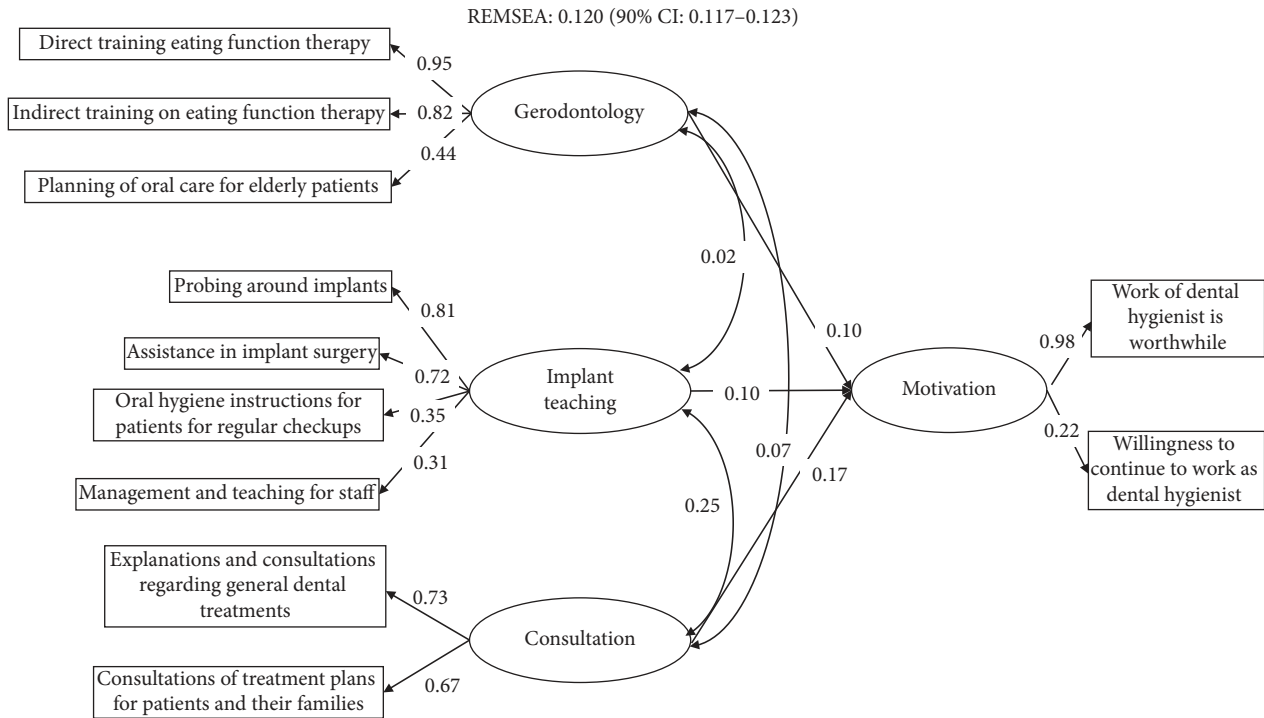 REMSEA: 0.120 (90% CI: 0.117–0.123)
Direct training eating function therapy
0.95
Indirect training on eating function therapy
0.82
0.44
Planning of oral care for elderly patients
Gerodontology
Probing around implants
0.81
Assistance in implant surgery
0.72
Oral hygiene instructions for
patients for regular checkups
0.35
0.31
Management and teaching for staff
Implant
teaching
0.02
0.10
0.10
0.07
0.17
0.25
Motivation
0.98
Work of dental
hygienist is
worthwhile
0.22
Willingness to
continue to work as
dental hygienist
Explanations and consultations
regarding general dental
treatments
0.73
Consultation
0.67
Consultations of treatment plans
for patients and their families